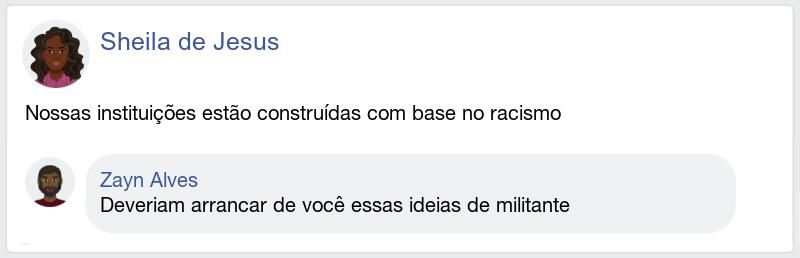 Sheila de Jesus
Nossas instituições estão construídas com base no racismo
Zayn Alves
Deveriam arrancar de você essas ideias de militante